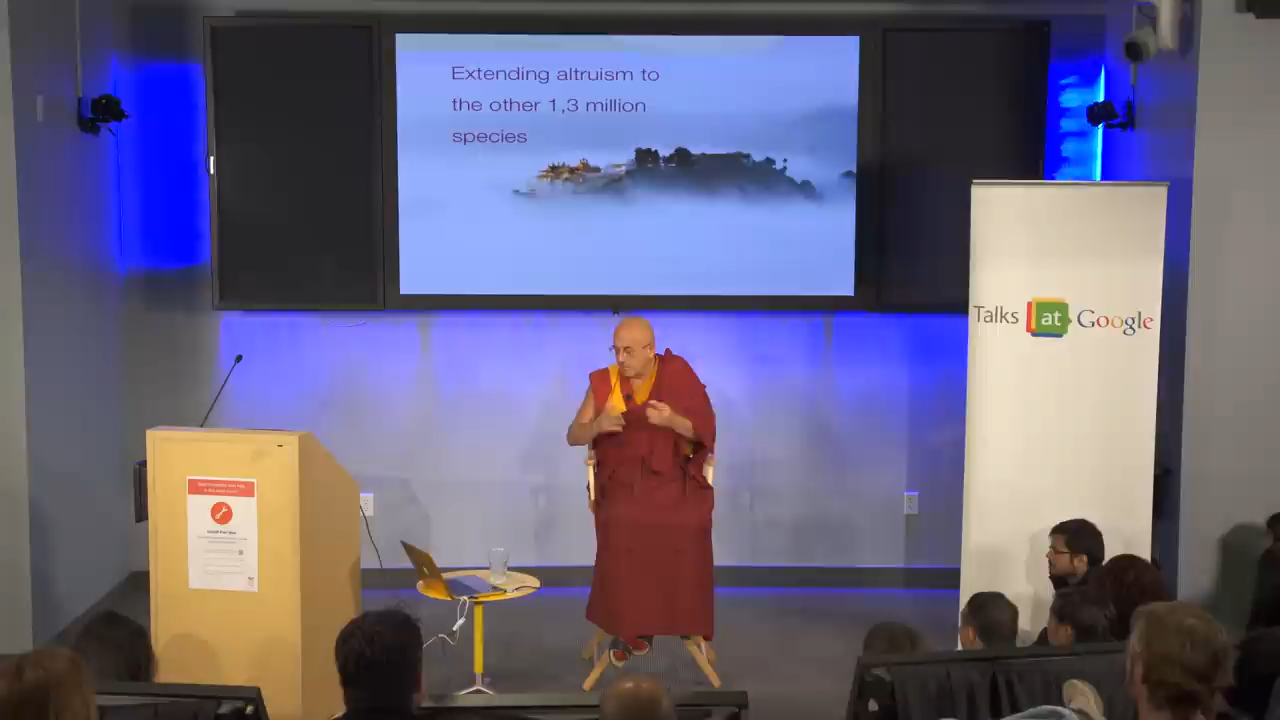 Extending altruism to
the other 1,3 million
species
Talks at Google